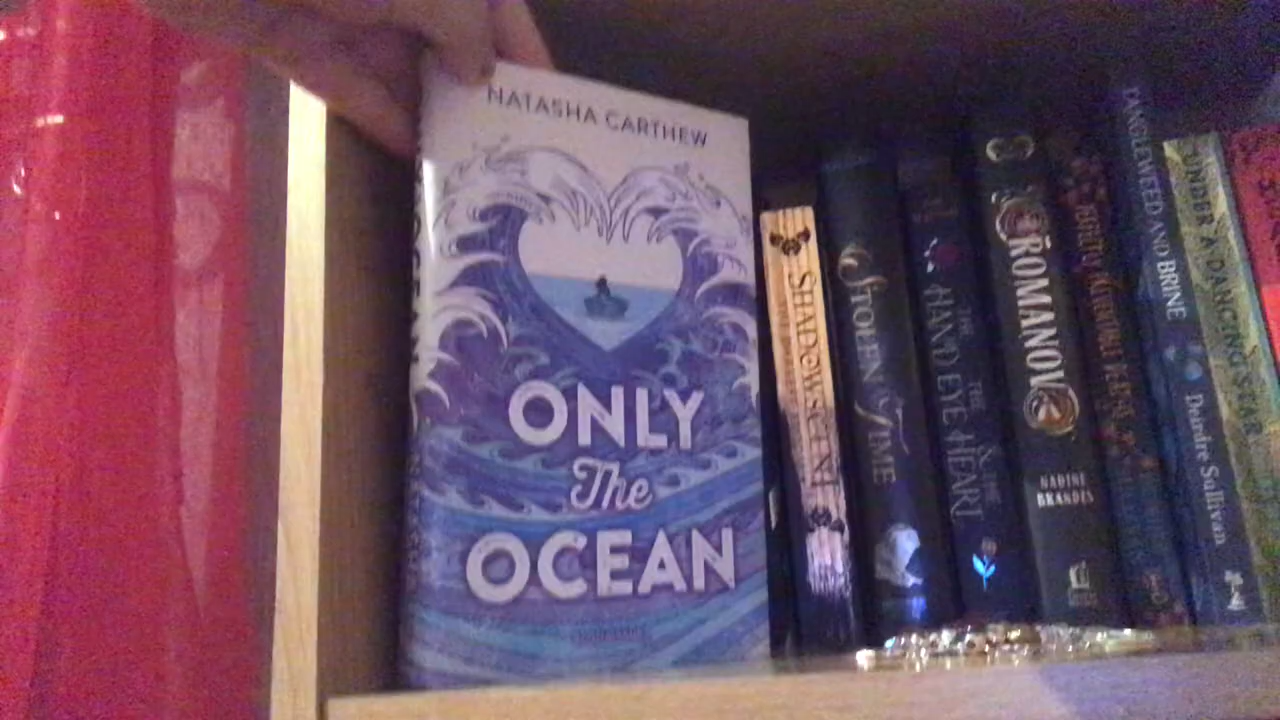 NATASHA CARTHEW
ONLY
The
OCEAN
SHADOWSCENT
STOLEN TIME
THE HAND, THE EYE & THE HEART
ROMANOV
NADINE
BRANDES
TANGLEWEED AND BRINE
Deirdre Sullivan
UNDER A DANCING STAR